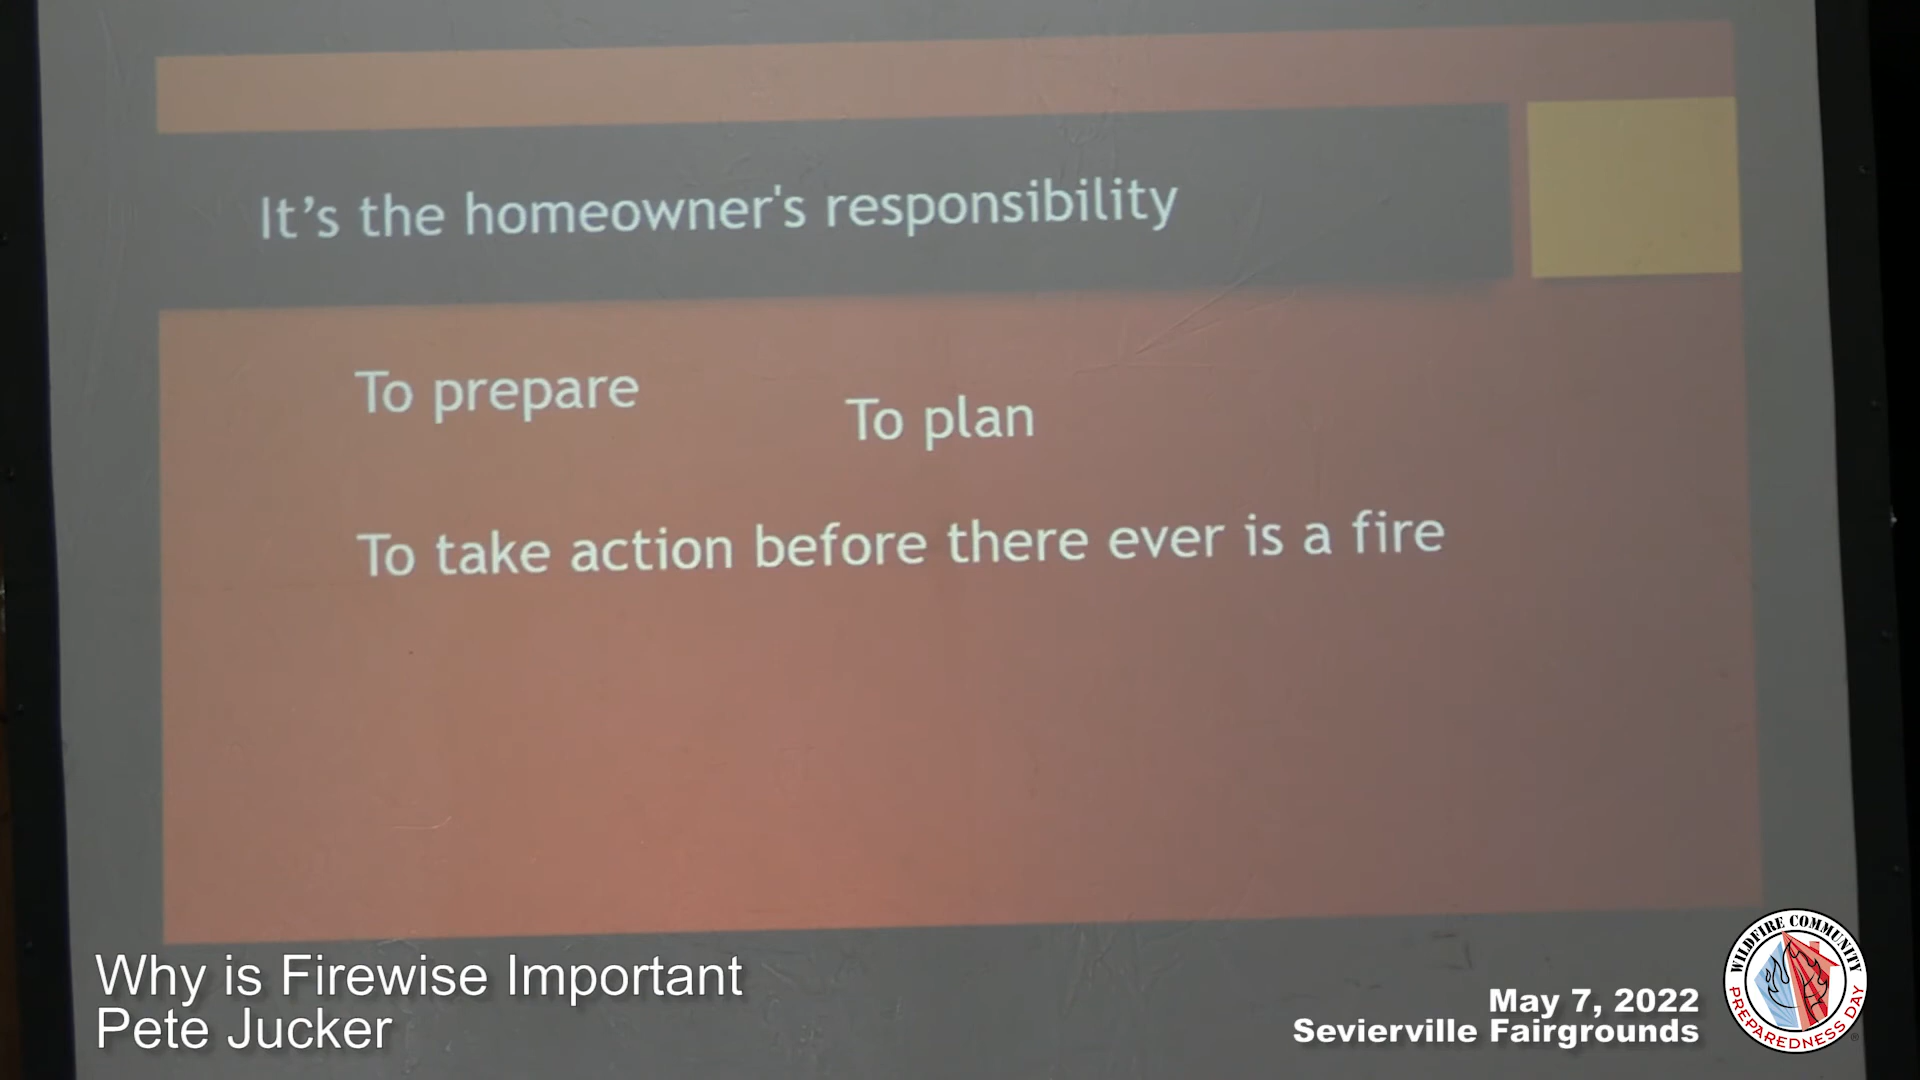 It’s the homeowner's responsibility
To prepare
To plan
To take action before there ever is a fire
Why is Firewise Important
Pete Jucker
May 7, 2022
Sevierville Fairgrounds
WILDFIRE COMMUNITY
PREPAREDNESS DAY
®